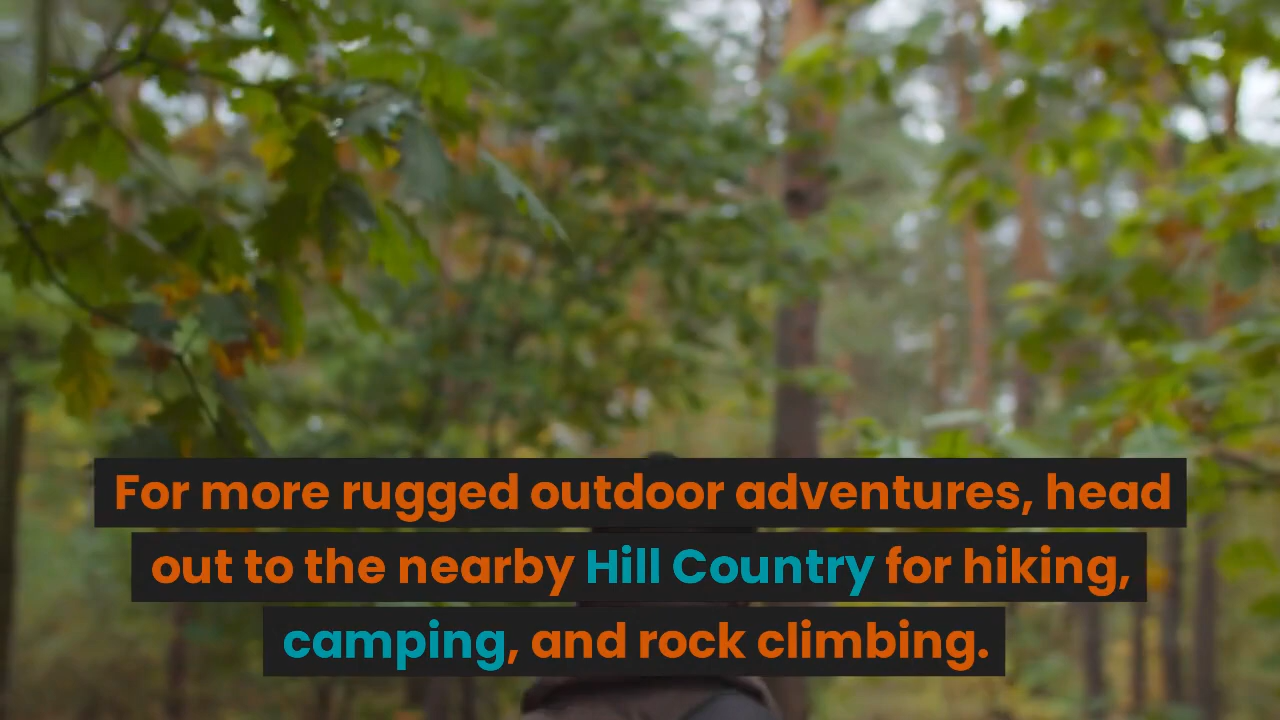 For more rugged outdoor adventures, head
out to the nearby Hill Country for hiking,
camping, and rock climbing.